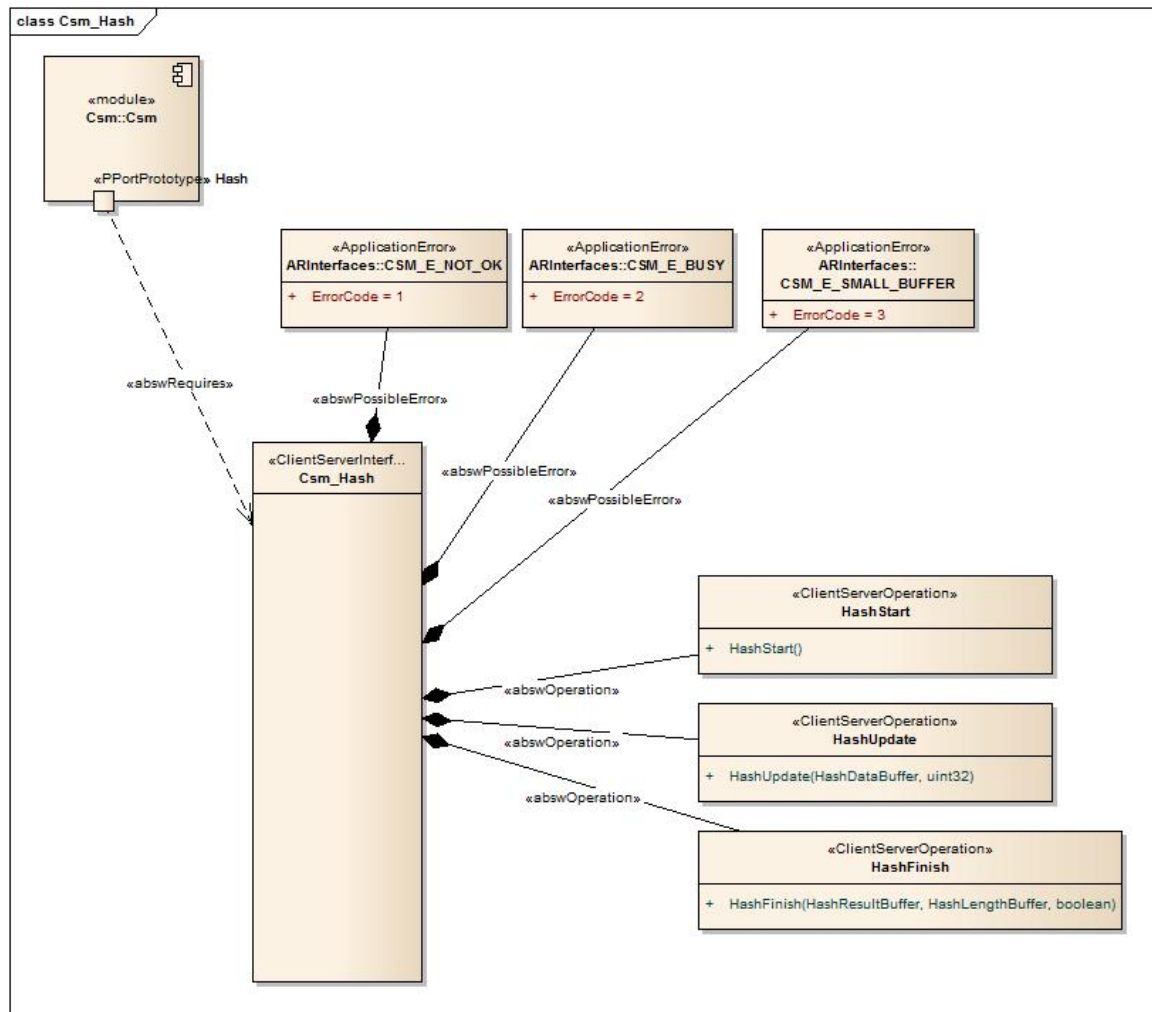 class Csm_Hash
«module»
Csm::Csm
«PPortPrototype» Hash
«ApplicationError»
ARInterfaces::CSM_E_NOT_OK
+ ErrorCode = 1
«ApplicationError»
ARInterfaces::CSM_E_BUSY
+ ErrorCode = 2
«ApplicationError»
ARInterfaces::
CSM_E_SMALL_BUFFER
+ ErrorCode = 3
«abswRequires»
«abswPossibleError»
«abswPossibleError»
«abswPossibleError»
«ClientServerInterf...
Csm_Hash
«ClientServerOperation»
HashStart
+ HashStart()
«abswOperation»
«ClientServerOperation»
HashUpdate
+ HashUpdate(HashDataBuffer, uint32)
«abswOperation»
«abswOperation»
«ClientServerOperation»
HashFinish
+ HashFinish(HashResultBuffer, HashLengthBuffer, boolean)